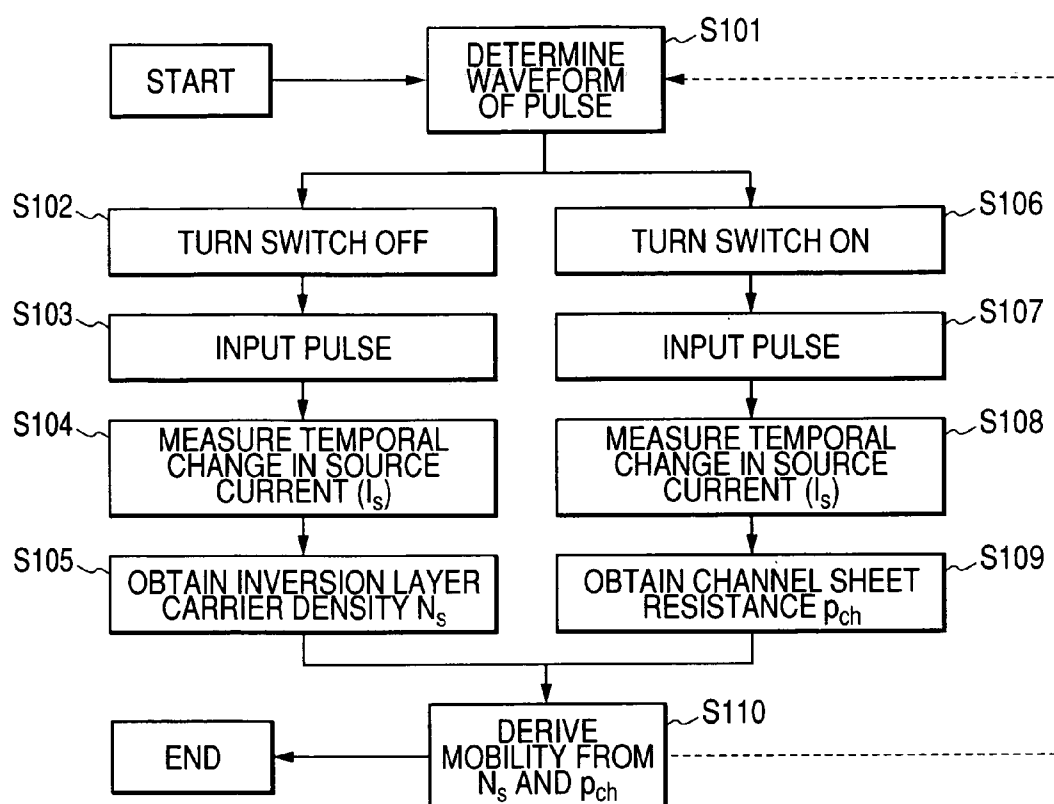 START
DETERMINE
WAVEFORM
OF PULSE
S101
S102
TURN SWITCH OFF
S106
TURN SWITCH ON
S103
INPUT PULSE
S107
INPUT PULSE
S104
MEASURE TEMPORAL
CHANGE IN SOURCE
CURRENT (Is)
S108
MEASURE TEMPORAL
CHANGE IN SOURCE
CURRENT (Is)
S105
OBTAIN INVERSION LAYER
CARRIER DENSITY Ns
S109
OBTAIN CHANNEL SHEET
RESISTANCE pch
S110
DERIVE
MOBILITY FROM
Ns AND pch
END